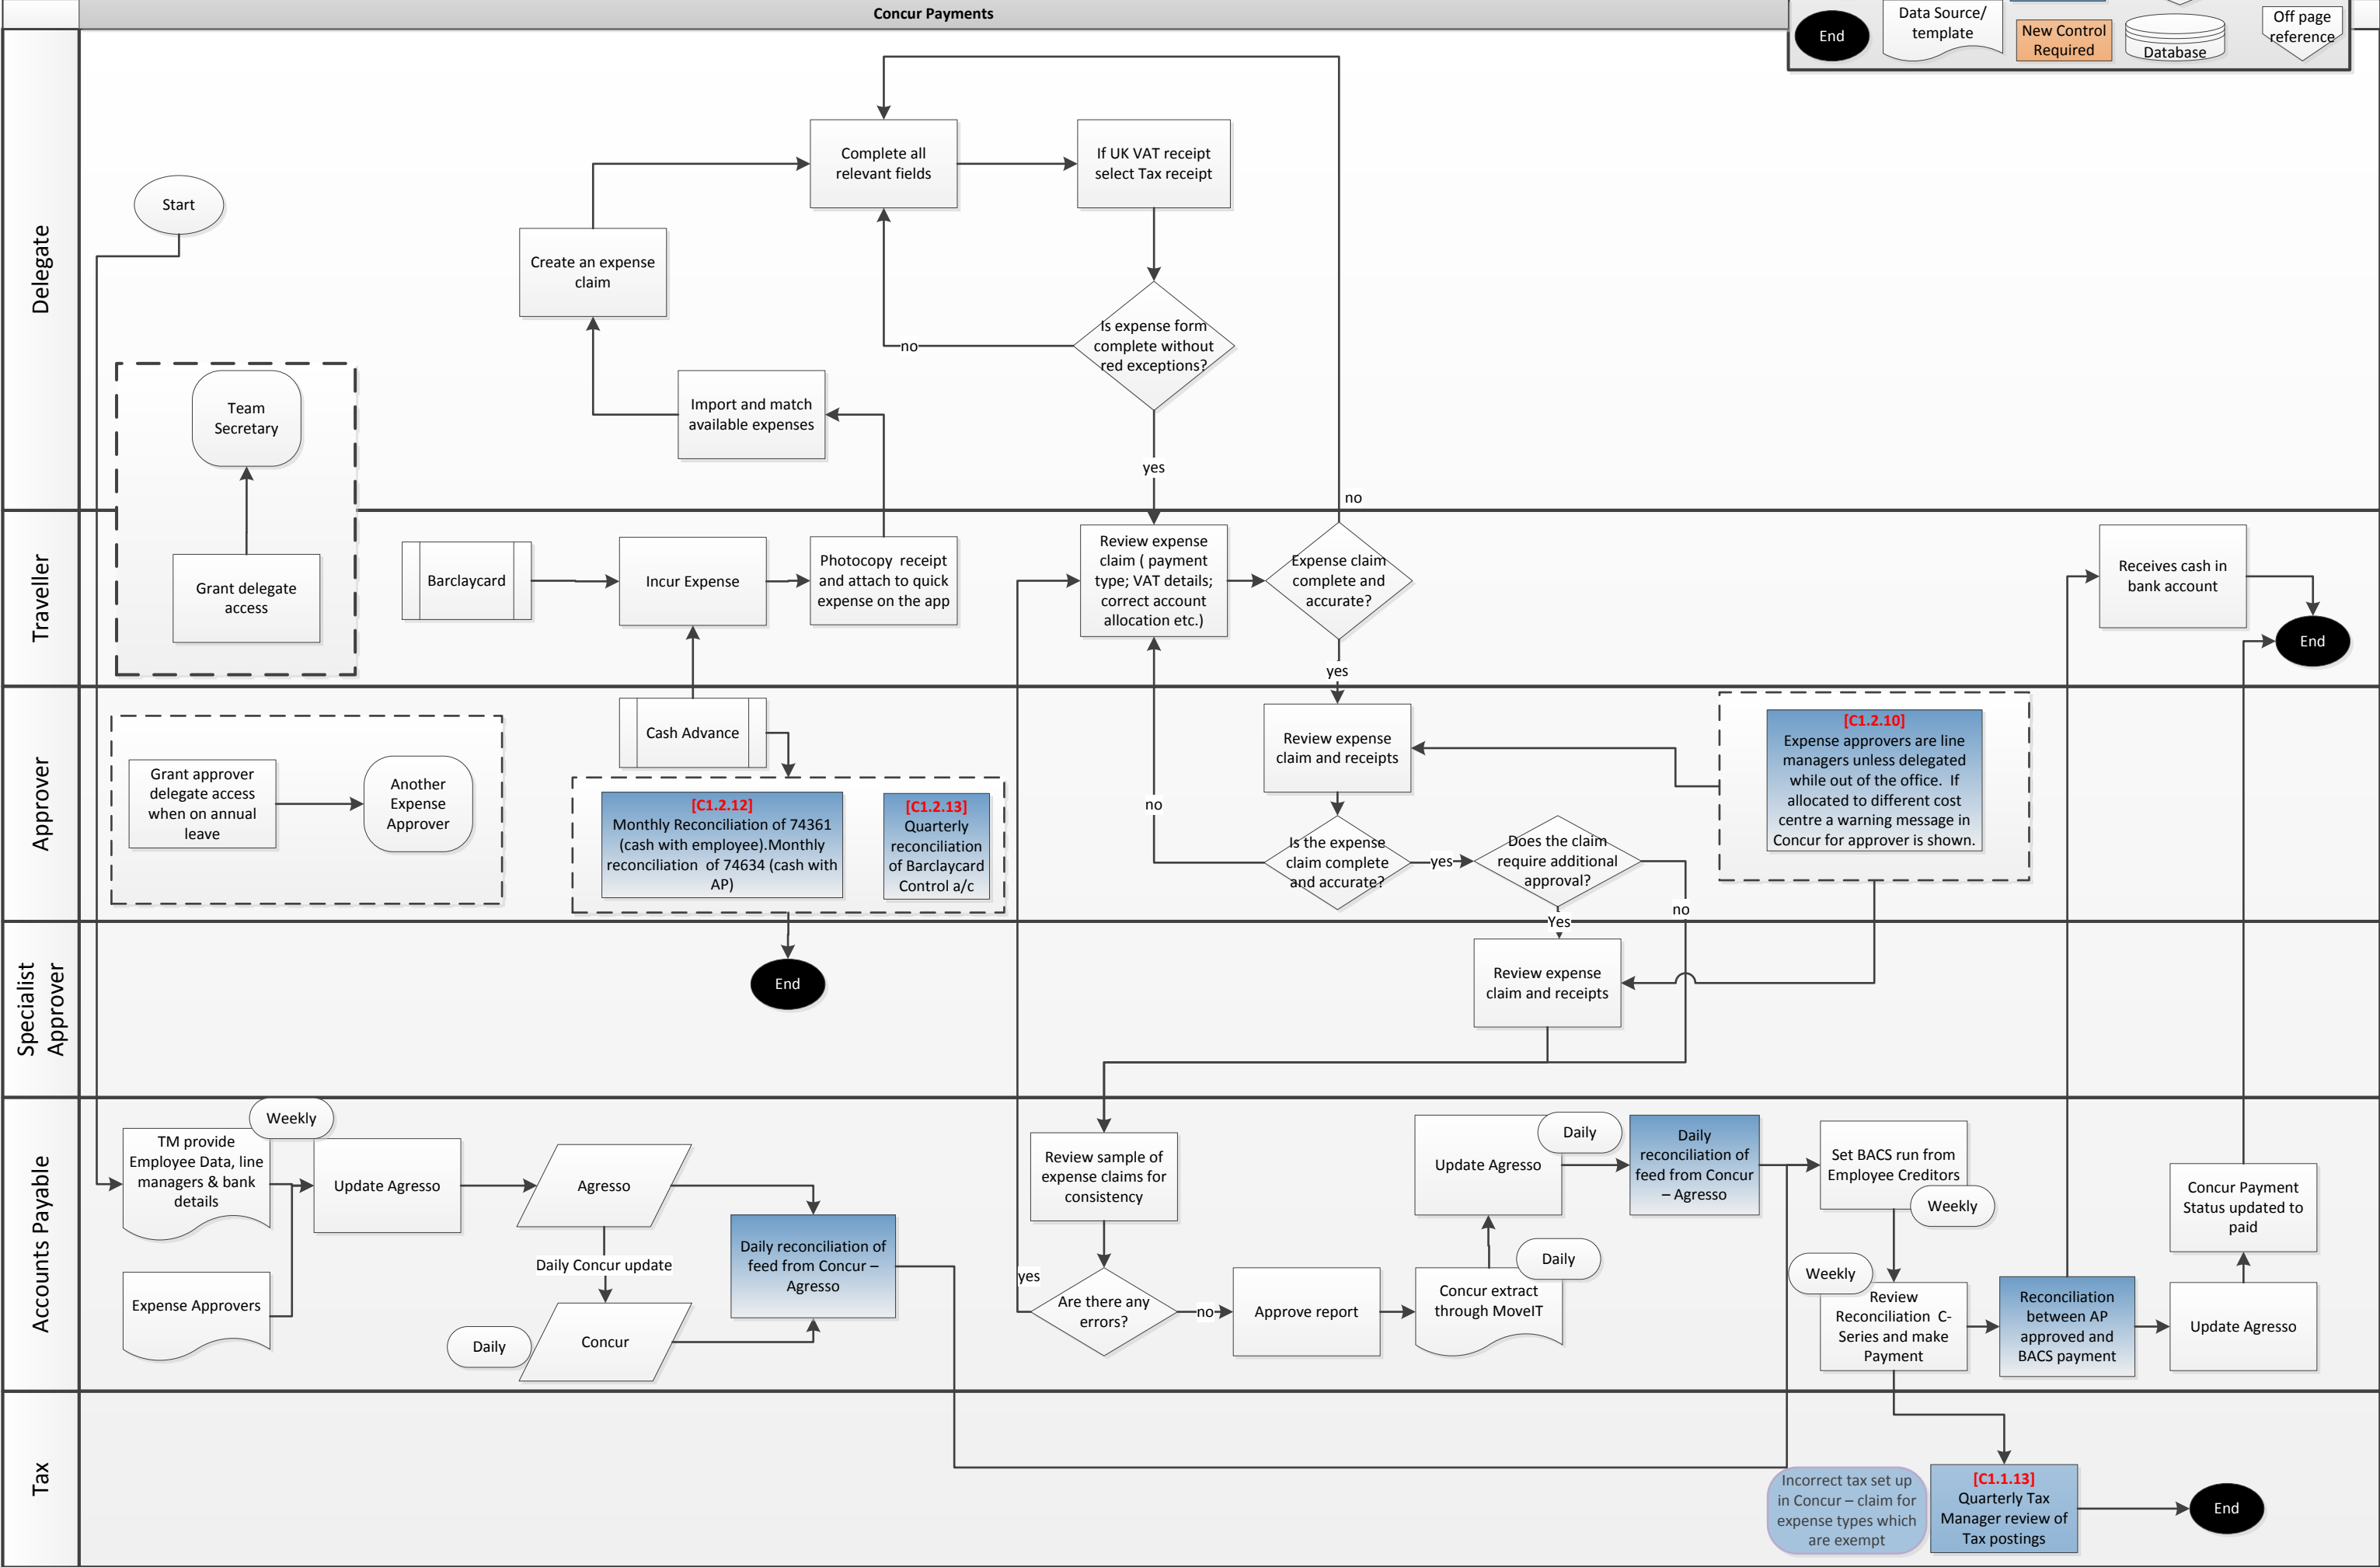 Concur Payments
End
Data Source/
template
New Control
Required
Database
Off page
reference
Delegate
Start
Complete all
relevant fields
If UK VAT receipt
select Tax receipt
Create an expense
claim
Is expense form
complete without
red exceptions?
no
Team
Secretary
Import and match
available expenses
yes
no
Traveller
Grant delegate
access
Barclaycard
Incur Expense
Photocopy receipt
and attach to quick
expense on the app
Review expense
claim ( payment
type; VAT details;
correct account
allocation etc.)
Expense claim
complete and
accurate?
yes
Receives cash in
bank account
End
Approver
Grant approver
delegate access
when on annual
leave
Another
Expense
Approver
Cash Advance
[C1.2.12]
Monthly Reconciliation of 74361
(cash with employee).Monthly
reconciliation of 74634 (cash with
AP)
[C1.2.13]
Quarterly
reconciliation
of Barclaycard
Control a/c
no
Review expense
claim and receipts
Is the expense
claim complete
and accurate?
yes
Does the claim
require additional
approval?
Yes
no
[C1.2.10]
Expense approvers are line
managers unless delegated
while out of the office. If
allocated to different cost
centre a warning message in
Concur for approver is shown.
Specialist
Approver
End
Review expense
claim and receipts
Accounts Payable
Weekly
TM provide
Employee Data, line
managers & bank
details
Expense Approvers
Update Agresso
Agresso
Daily Concur update
Daily
Concur
Daily reconciliation of
feed from Concur –
Agresso
Review sample of
expense claims for
consistency
yes
Are there any
errors?
no
Approve report
Daily
Concur extract
through MoveIT
Update Agresso
Daily
Daily
reconciliation of
feed from Concur
– Agresso
Set BACS run from
Employee Creditors
Weekly
Weekly
Review
Reconciliation C-
Series and make
Payment
Reconciliation
between AP
approved and
BACS payment
Update Agresso
Concur Payment
Status updated to
paid
Tax
Incorrect tax set up
in Concur – claim for
expense types which
are exempt
[C1.1.13]
Quarterly Tax
Manager review of
Tax postings
End